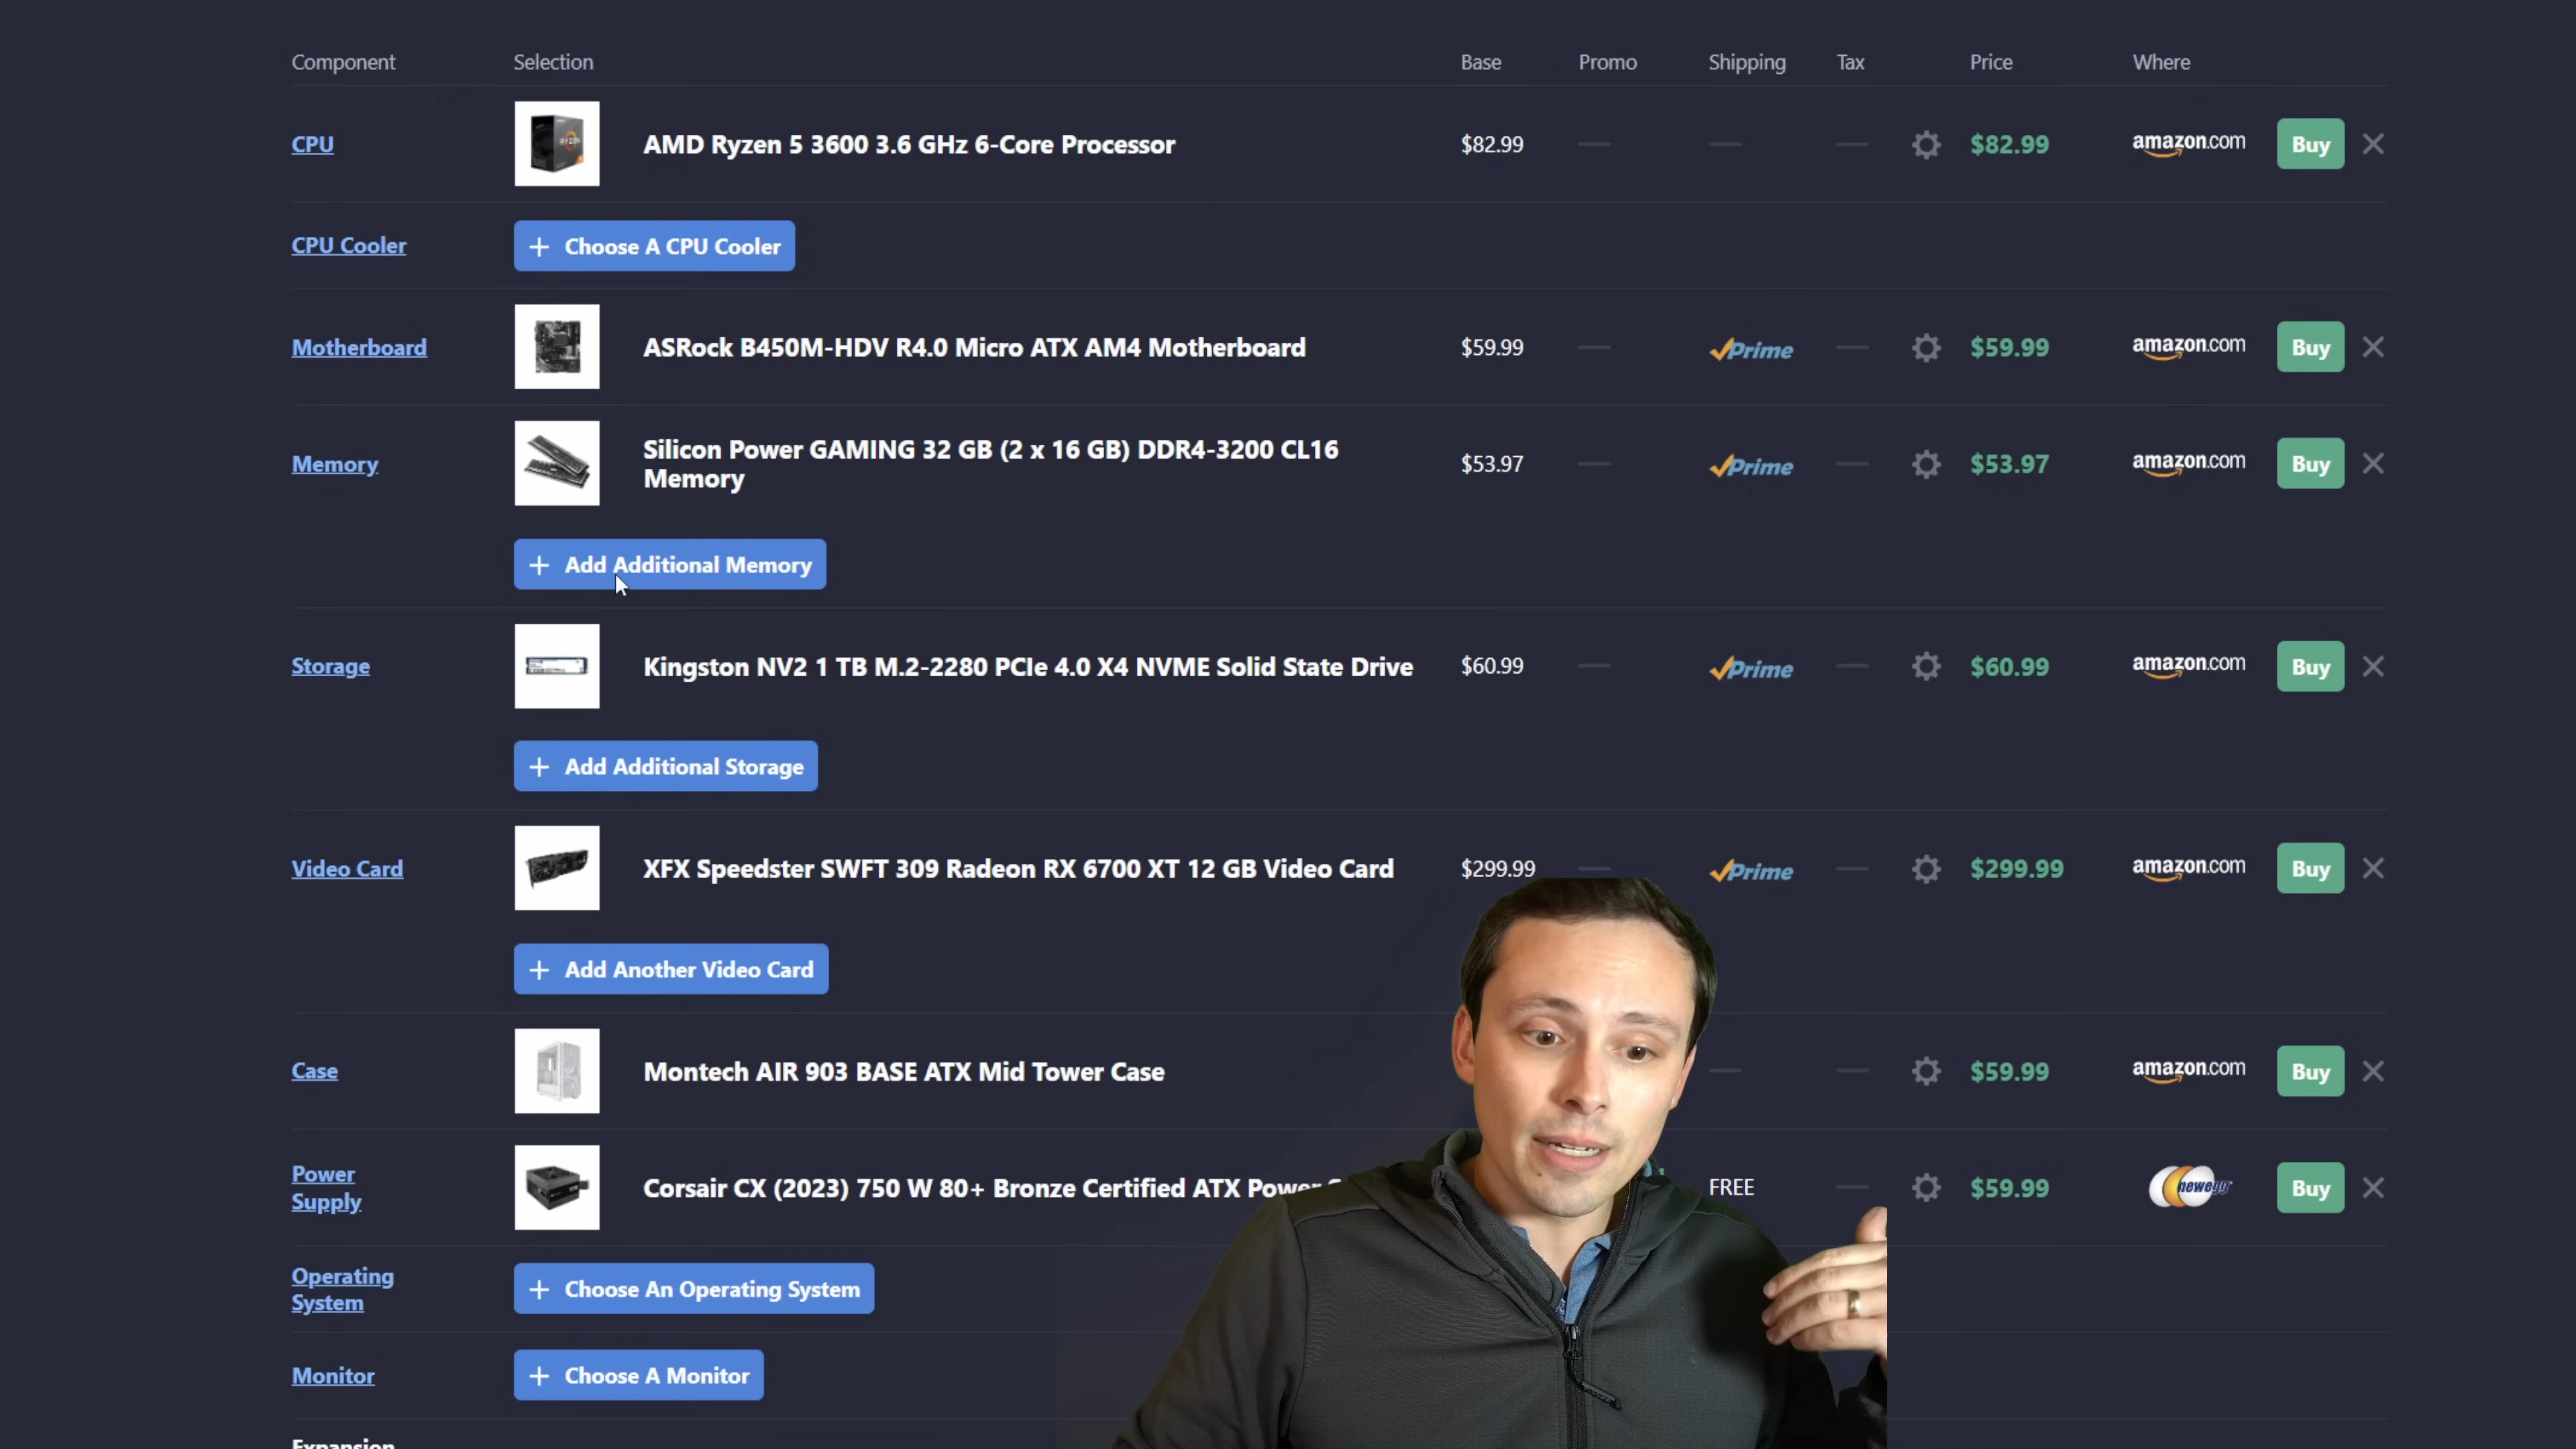 Component Selection Base Promo Shipping Tax Price Where
CPU AMD Ryzen 5 3600 3.6 GHz 6-Core Processor $82.99 — — — $82.99 amazon.com Buy
CPU Cooler + Choose A CPU Cooler
Motherboard ASRock B450M-HDV R4.0 Micro ATX AM4 Motherboard $59.99 — Prime — $59.99 amazon.com Buy
Memory Silicon Power GAMING 32 GB (2 x 16 GB) DDR4-3200 CL16
Memory $53.97 — Prime — $53.97 amazon.com Buy
+ Add Additional Memory
Storage Kingston NV2 1 TB M.2-2280 PCIe 4.0 X4 NVME Solid State Drive $60.99 — Prime — $60.99 amazon.com Buy
+ Add Additional Storage
Video Card XFX Speedster SWFT 309 Radeon RX 6700 XT 12 GB Video Card $299.99 — Prime — $299.99 amazon.com Buy
+ Add Another Video Card
Case Montech AIR 903 BASE ATX Mid Tower Case — — $59.99 amazon.com Buy
Power
Supply Corsair CX (2023) 750 W 80+ Bronze Certified ATX Power FREE — $59.99 newegg Buy
Operating
System + Choose An Operating System
Monitor + Choose A Monitor
Expansion